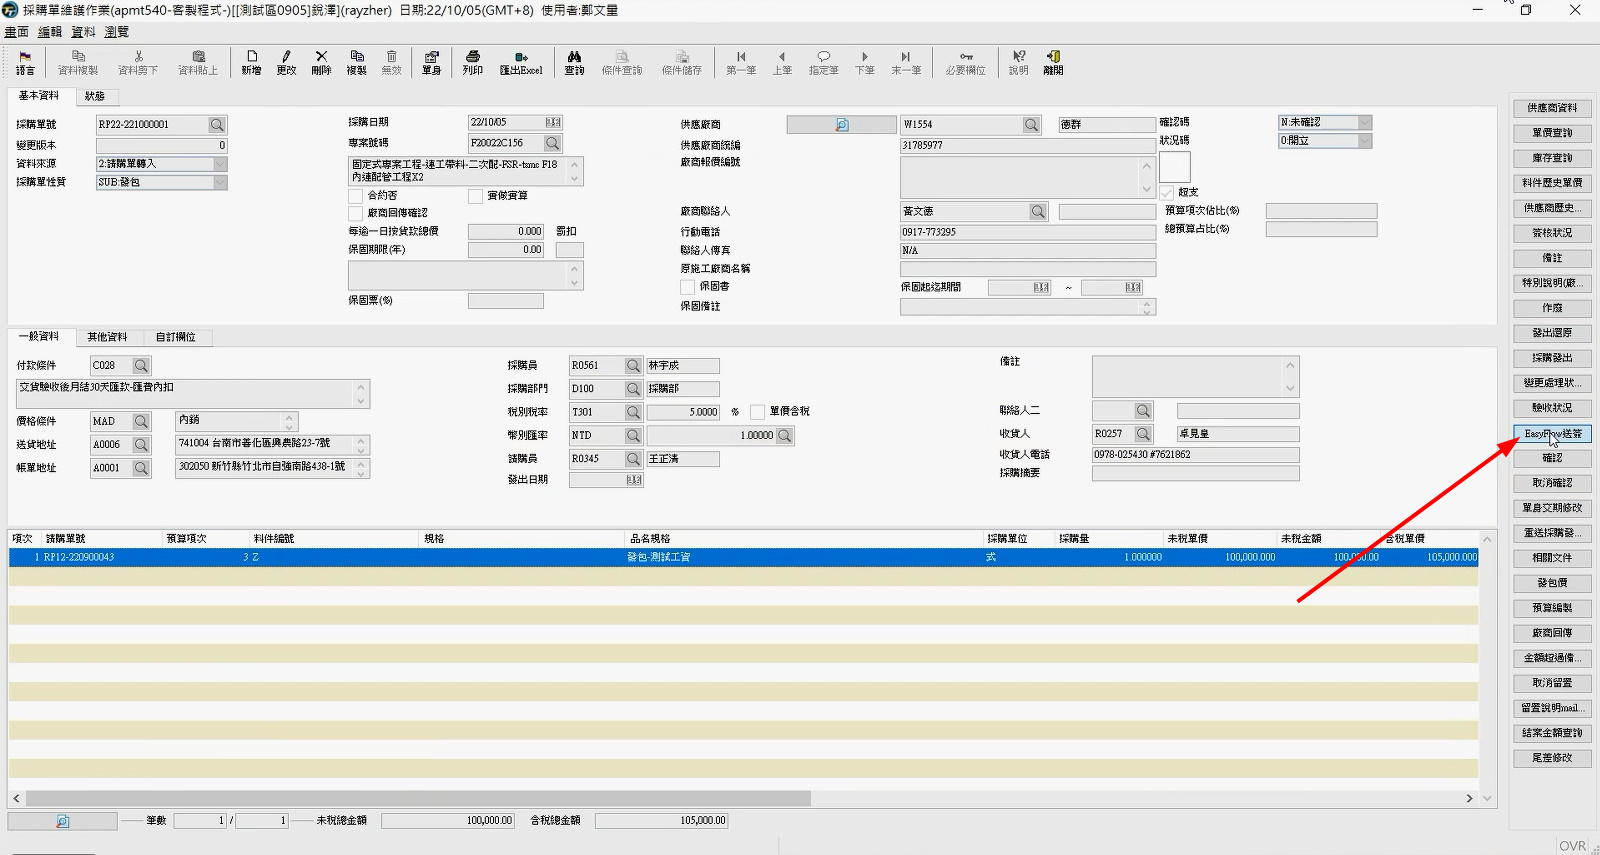 採購單維護作業(apmt540-客製程式-)[[測試區0905]銳澤](rayzher) 日期:22/10/05(GMT+8) 使用者:鄭文量
畫面 編輯 資料 瀏覽
語言 資料複製 資料剪下 資料貼上 新增 更改 刪除 複製 無效 單身 列印 匯出Excel 查詢 條件查詢 條件儲存 第一筆 上筆 指定筆 下筆 末一筆 必要欄位 說明 離開
基本資料 狀態
採購單號 RP22-221000001
變更版本 0
資料來源 2:請購單轉入
採購單性質 SUB:發包
採購日期 22/10/05
專案號碼 F20022C156
固定式專案工程-連工帶料-二次配-FSR-tsmc F18
內連配管工程X2
合約否 實做實算
廠商回傳確認
每逾一日按貨款總價 0.000 罰扣
保固期限(年) 0.00
保固票(%)
供應廠商 W1554 德群
供應廠商統編 31785977
廠商報價編號
廠商聯絡人 黃文德
行動電話 0917-773295
聯絡人傳真 N/A
原施工廠商名稱
保固書 保固起迄期間 ~
保固備註
確認碼 N:未確認
狀況碼 0:開立
超支
預算項次佔比(%)
總預算占比(%)
一般資料 其他資料 自訂欄位
付款條件 C028
交貨驗收後月結30天匯款-匯費內扣
價格條件 MAD 內銷
送貨地址 A0006 741004 台南市善化區興農路23-7號
帳單地址 A0001 302050 新竹縣竹北市自強南路438-1號
採購員 R0561 林宇成
採購部門 D100 採購部
稅別稅率 T301 5.0000 % 單價含稅
幣別匯率 NTD 1.00000
請購員 R0345 王正清
發出日期
備註
聯絡人二
收貨人 R0257 卓見皇
收貨人電話 0978-025430 #7621862
採購摘要
項次 請購單號 預算項次 料件編號 規格 品名規格 採購單位 採購量 未稅單價 未稅金額 含稅單價
1 RP12-220900043 3 Z 發包-測試工資 式 1.000000 100,000.000 100,000.00 105,000.000
筆數 1 / 1 未稅總金額 100,000.00 含稅總金額 105,000.00
供應商資料
單價查詢
庫存查詢
料件歷史單價
供應商歷史...
簽核狀況
備註
特別說明(廠...
作廢
發出還原
採購發出
變更處理狀...
驗收狀況
EasyFlow送簽
確認
取消確認
單身交期修改
重送採購發...
相關文件
發包價
預算編製
廠商回傳
金額超過備...
取消留置
留置說明mail...
結案金額查詢
尾差修改
OVR